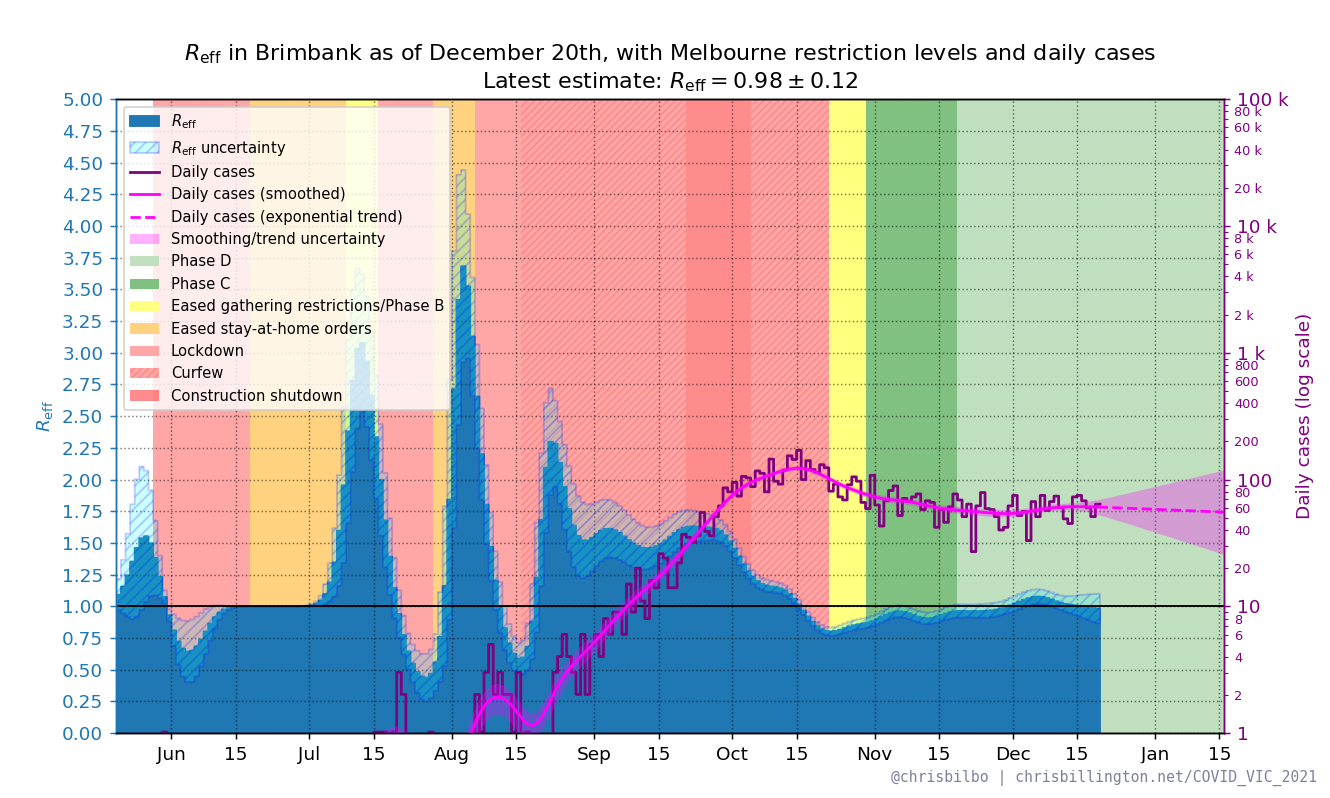 Reff in Brimbank as of December 20th, with Melbourne restriction levels and daily cases
Latest estimate: Reff = 0.98 ± 0.12
Reff
5.00
4.75
4.50
4.25
4.00
3.75
3.50
3.25
3.00
2.75
2.50
2.25
2.00
1.75
1.50
1.25
1.00
0.75
0.50
0.25
0.00
Reff
Reff uncertainty
Daily cases
Daily cases (smoothed)
Daily cases (exponential trend)
Smoothing/trend uncertainty
Phase D
Phase C
Eased gathering restrictions/Phase B
Eased stay-at-home orders
Lockdown
Curfew
Construction shutdown
100 k
80 k
60 k
40 k
20 k
10 k
8 k
6 k
4 k
2 k
1 k
800
600
400
200
100
80
60
40
20
10
8
6
4
2
1
Daily cases (log scale)
Jun 15 Jul 15 Aug 15 Sep 15 Oct 15 Nov 15 Dec 15 Jan 15
@chrisbilbo | chrisbillington.net/COVID_VIC_2021